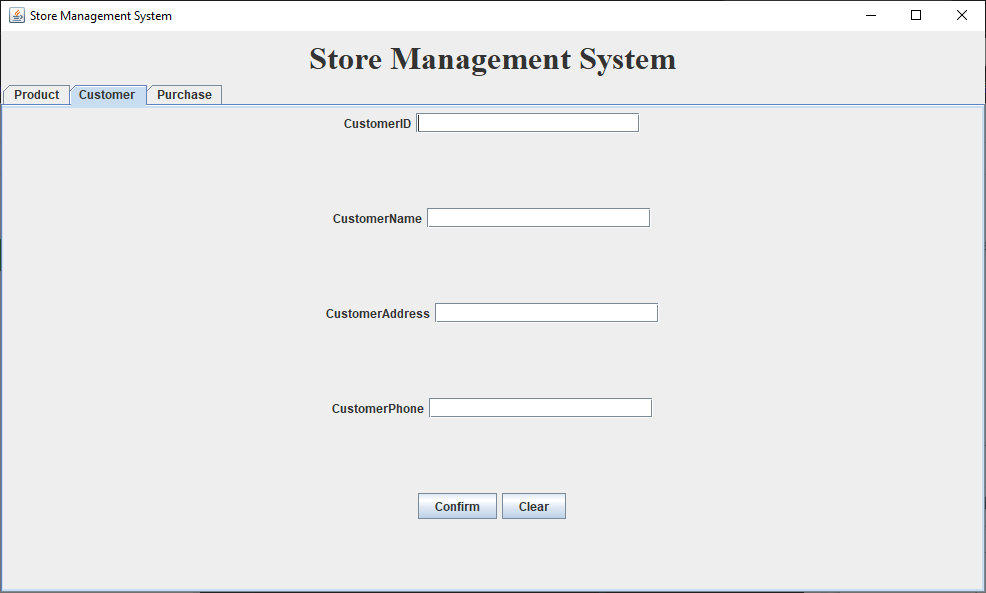 Store Management System
Store Management System
Product Customer Purchase
CustomerID
CustomerName
CustomerAddress
CustomerPhone
Confirm Clear